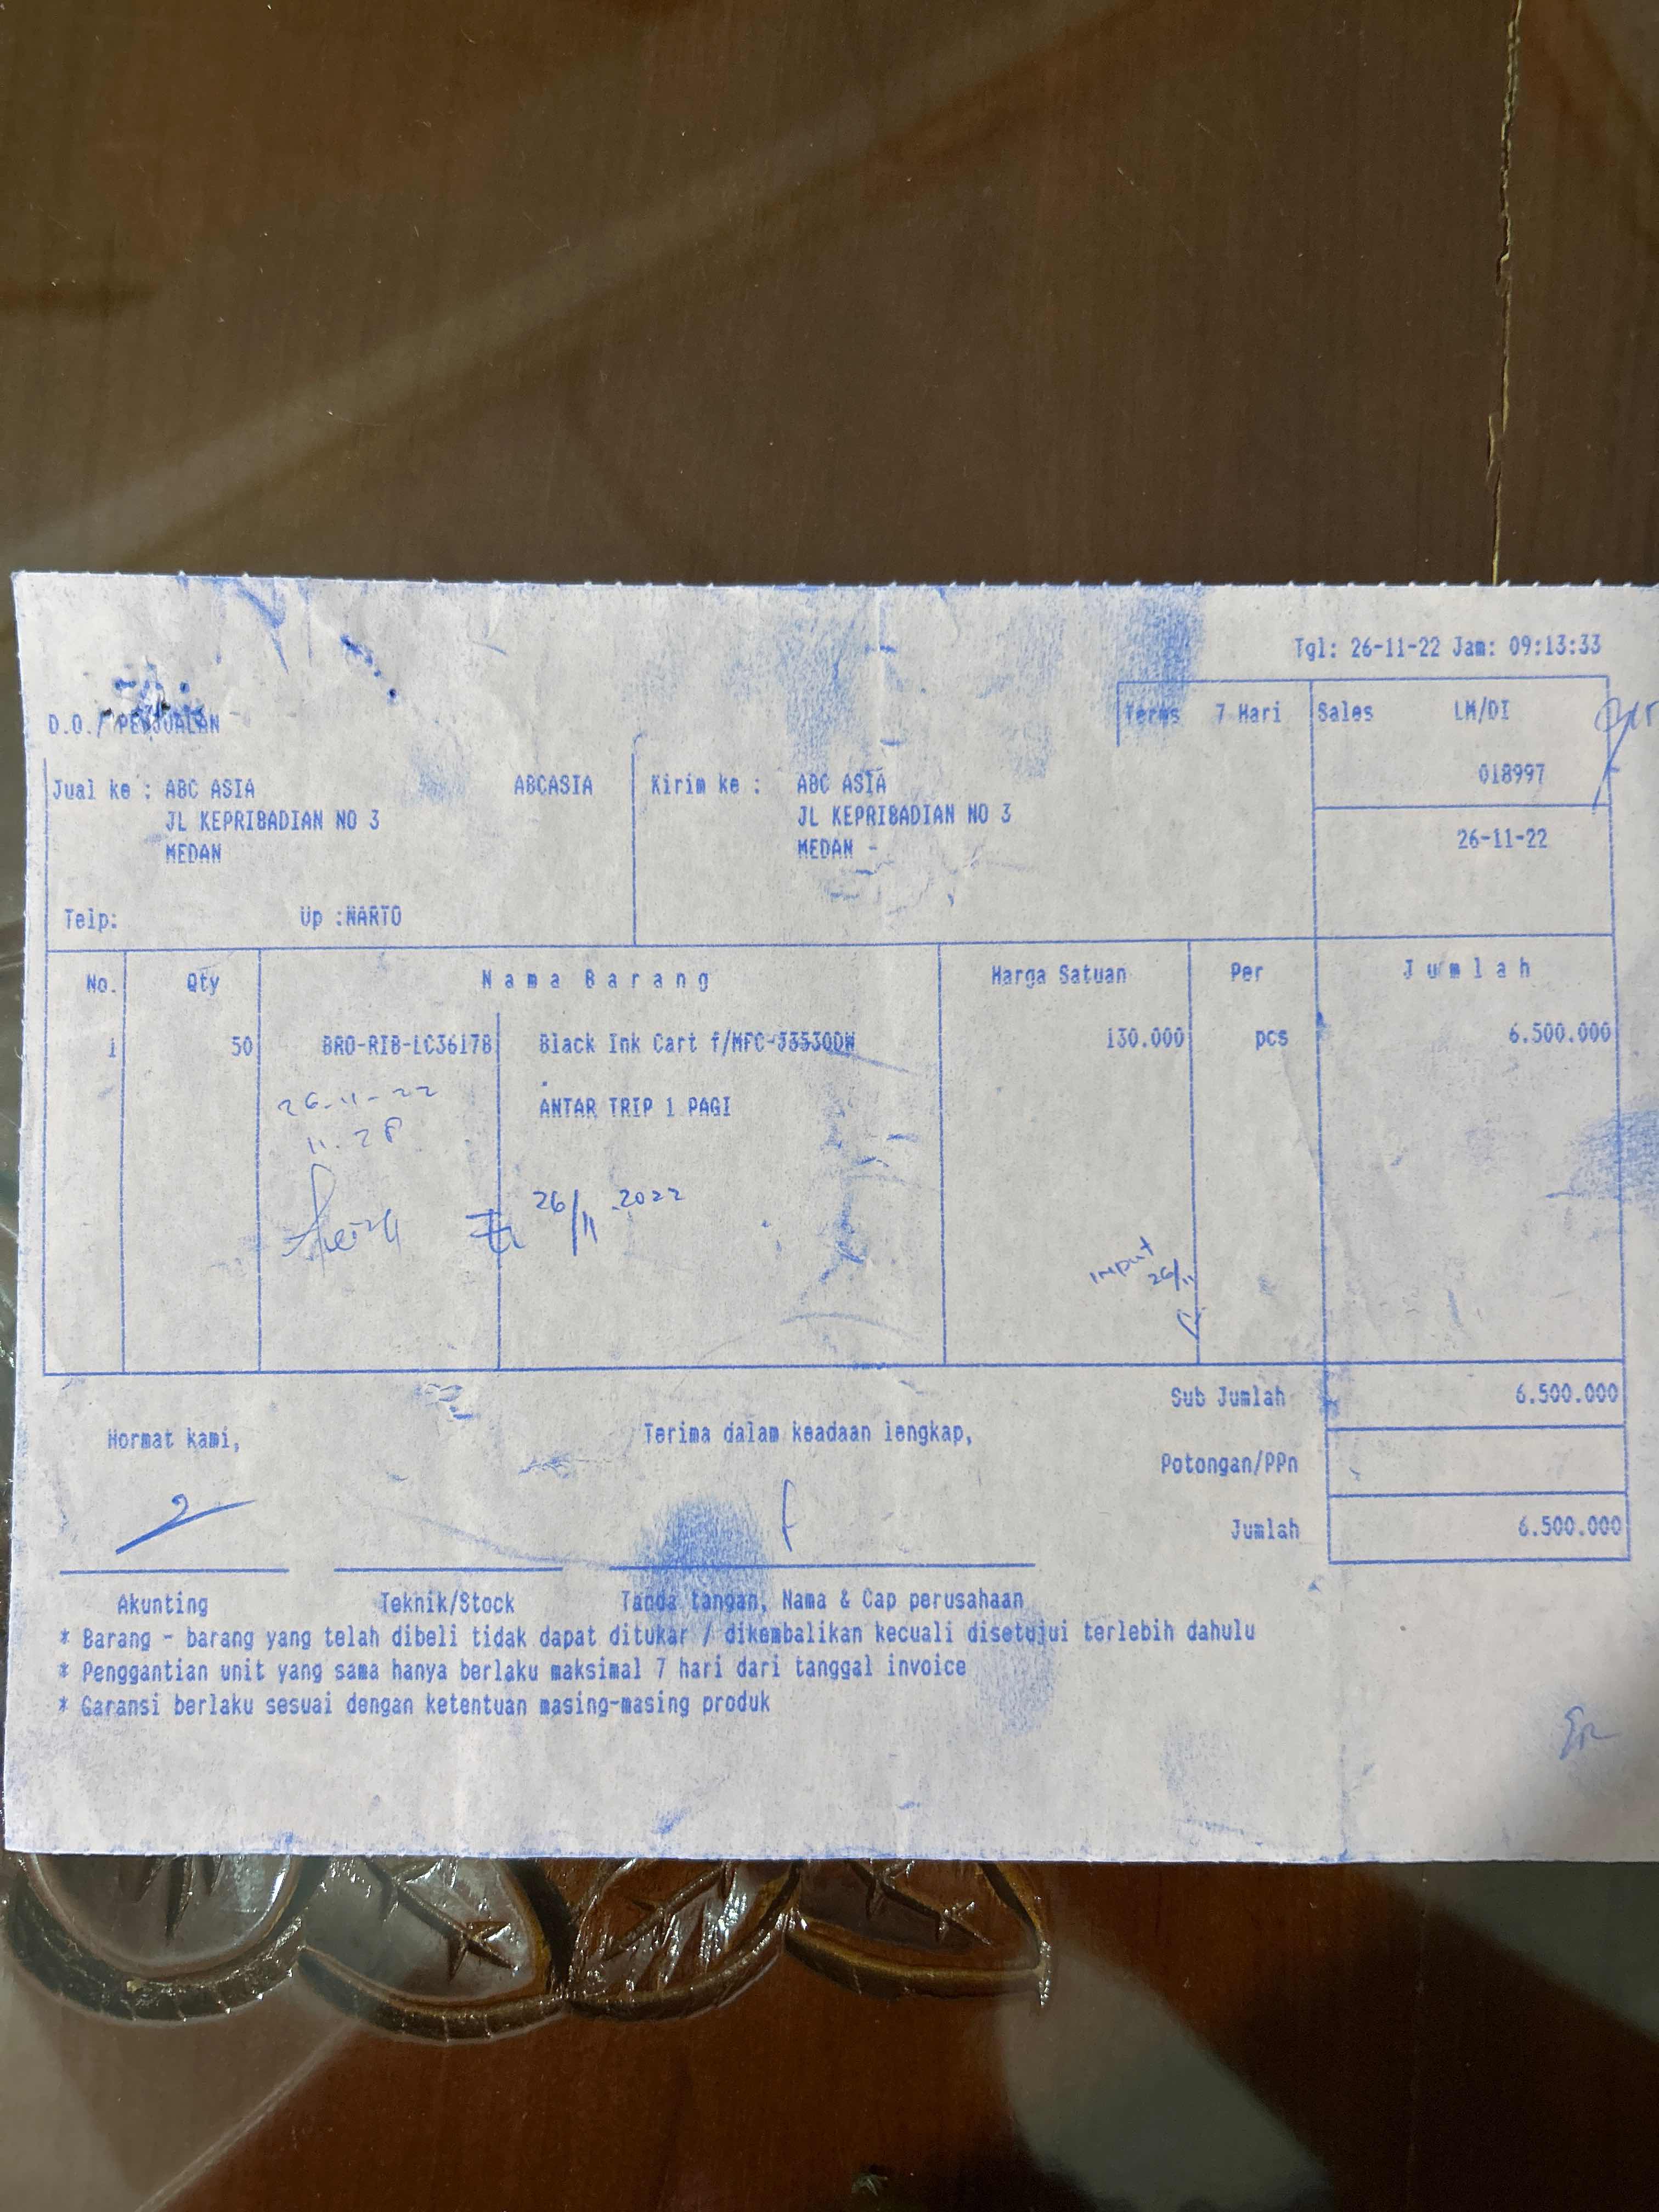 Tgl: 26-11-22 Jam: 09:13:33
D.O./ PENJUALAN
Terms 7 Hari Sales LM/DI
018997
26-11-22
Jual ke : ABC ASIA ABCASIA
JL KEPRIBADIAN NO 3
MEDAN
Telp: Up :NARTO
Kirim ke : ABC ASIA
JL KEPRIBADIAN NO 3
MEDAN -
No. Qty Nama Barang Harga Satuan Per Jumlah
1 50 BRO-RIB-LC3617B Black Ink Cart f/MFC-J3530DW 130.000 pcs 6.500.000
ANTAR TRIP 1 PAGI
26-11-22
11.28
26/11.2022
input
26/11
Sub Jumlah 6.500.000
Potongan/PPn
Jumlah 6.500.000
Hormat kami,
Terima dalam keadaan lengkap,
Akunting Teknik/Stock Tanda tangan, Nama & Cap perusahaan
* Barang - barang yang telah dibeli tidak dapat ditukar / dikembalikan kecuali disetujui terlebih dahulu
* Penggantian unit yang sama hanya berlaku maksimal 7 hari dari tanggal invoice
* Garansi berlaku sesuai dengan ketentuan masing-masing produk